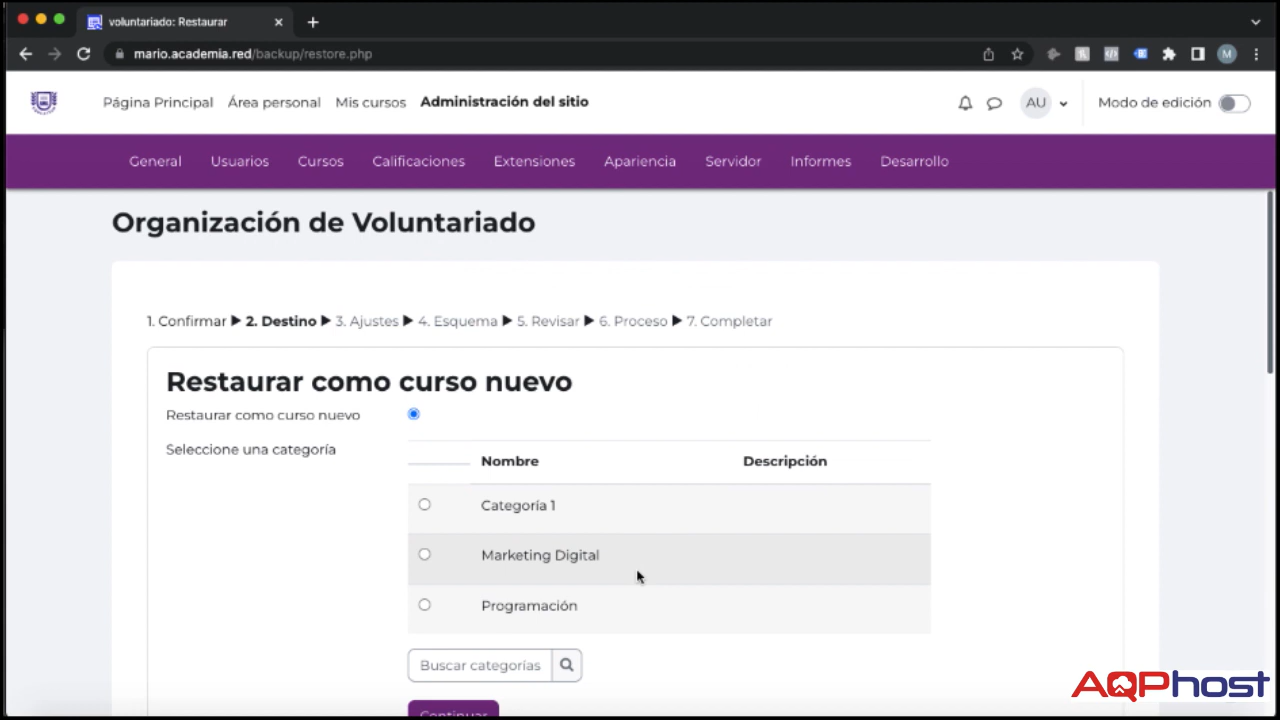 voluntariado: Restaurar
mario.academia.red/backup/restore.php
M
Página Principal Área personal Mis cursos Administración del sitio AU Modo de edición
General Usuarios Cursos Calificaciones Extensiones Apariencia Servidor Informes Desarrollo
Organización de Voluntariado
1. Confirmar ► 2. Destino ► 3. Ajustes ► 4. Esquema ► 5. Revisar ► 6. Proceso ► 7. Completar
Restaurar como curso nuevo
Restaurar como curso nuevo
Seleccione una categoría
Nombre Descripción
Categoría 1
Marketing Digital
Programación
Buscar categorías
Continuar
AQPhost